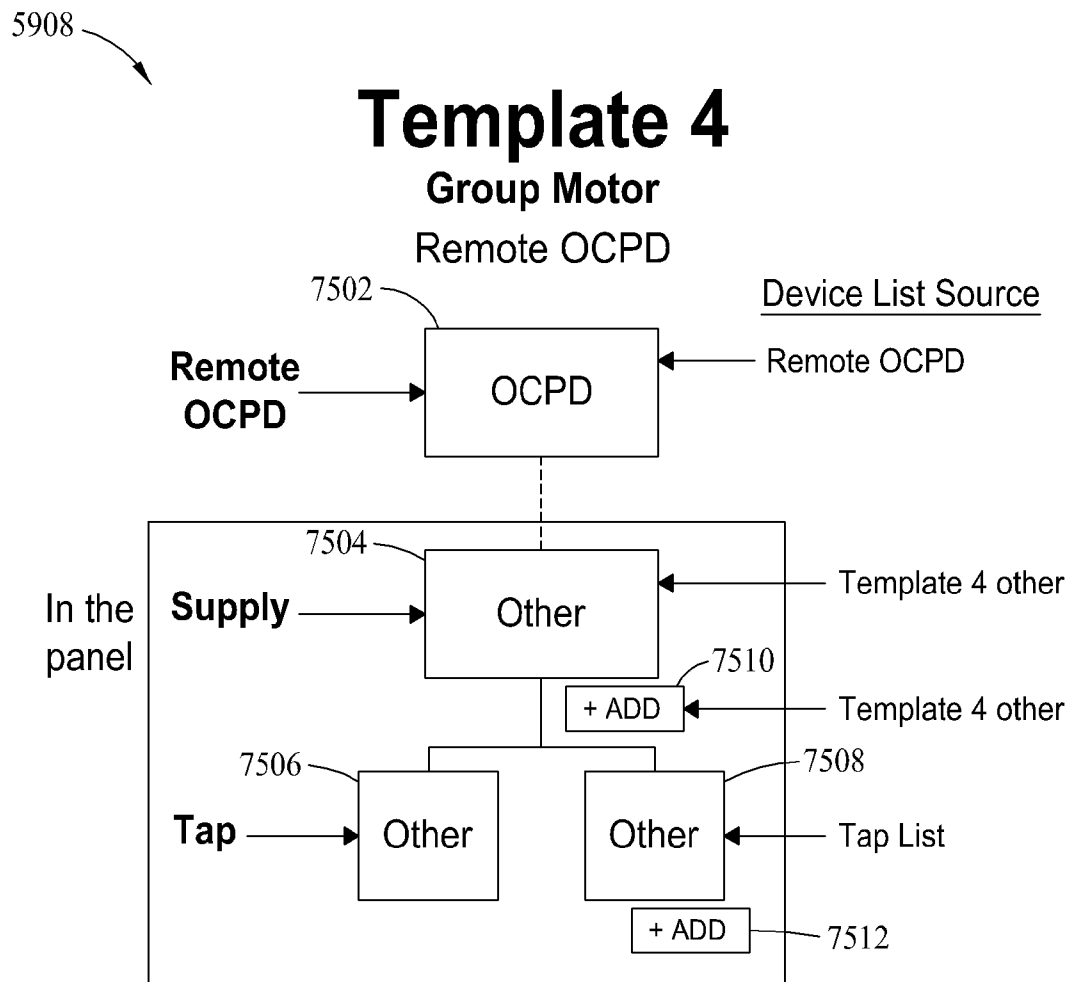 5908
Template 4
Group Motor
Remote OCPD
7502
Device List Source
Remote
OCPD
OCPD
Remote OCPD
7504
In the
panel
Supply
Other
Template 4 other
7510
+ ADD
Template 4 other
7506
7508
Tap
Other
Other
Tap List
+ ADD
7512